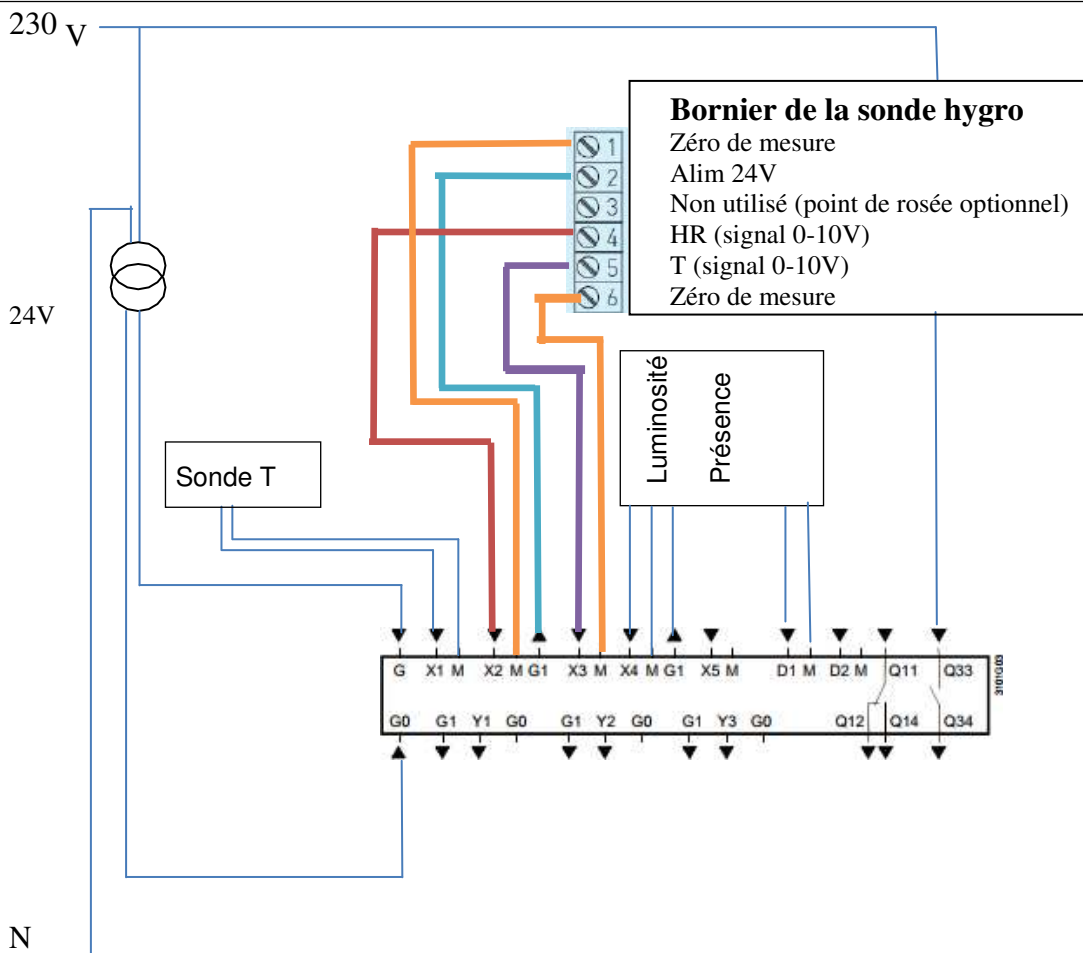 230 V
Bornier de la sonde hygro
1 Zéro de mesure
2 Alim 24V
3 Non utilisé (point de rosée optionnel)
4 HR (signal 0-10V)
5 T (signal 0-10V)
6 Zéro de mesure
24V
Luminosité
Présence
Sonde T
G X1 M X2 M G1 X3 M X4 M G1 X5 M D1 M D2 M Q11 Q33
G0 G1 Y1 G0 G1 Y2 G0 G1 Y3 G0 Q12 Q14 Q34
3101G03
N